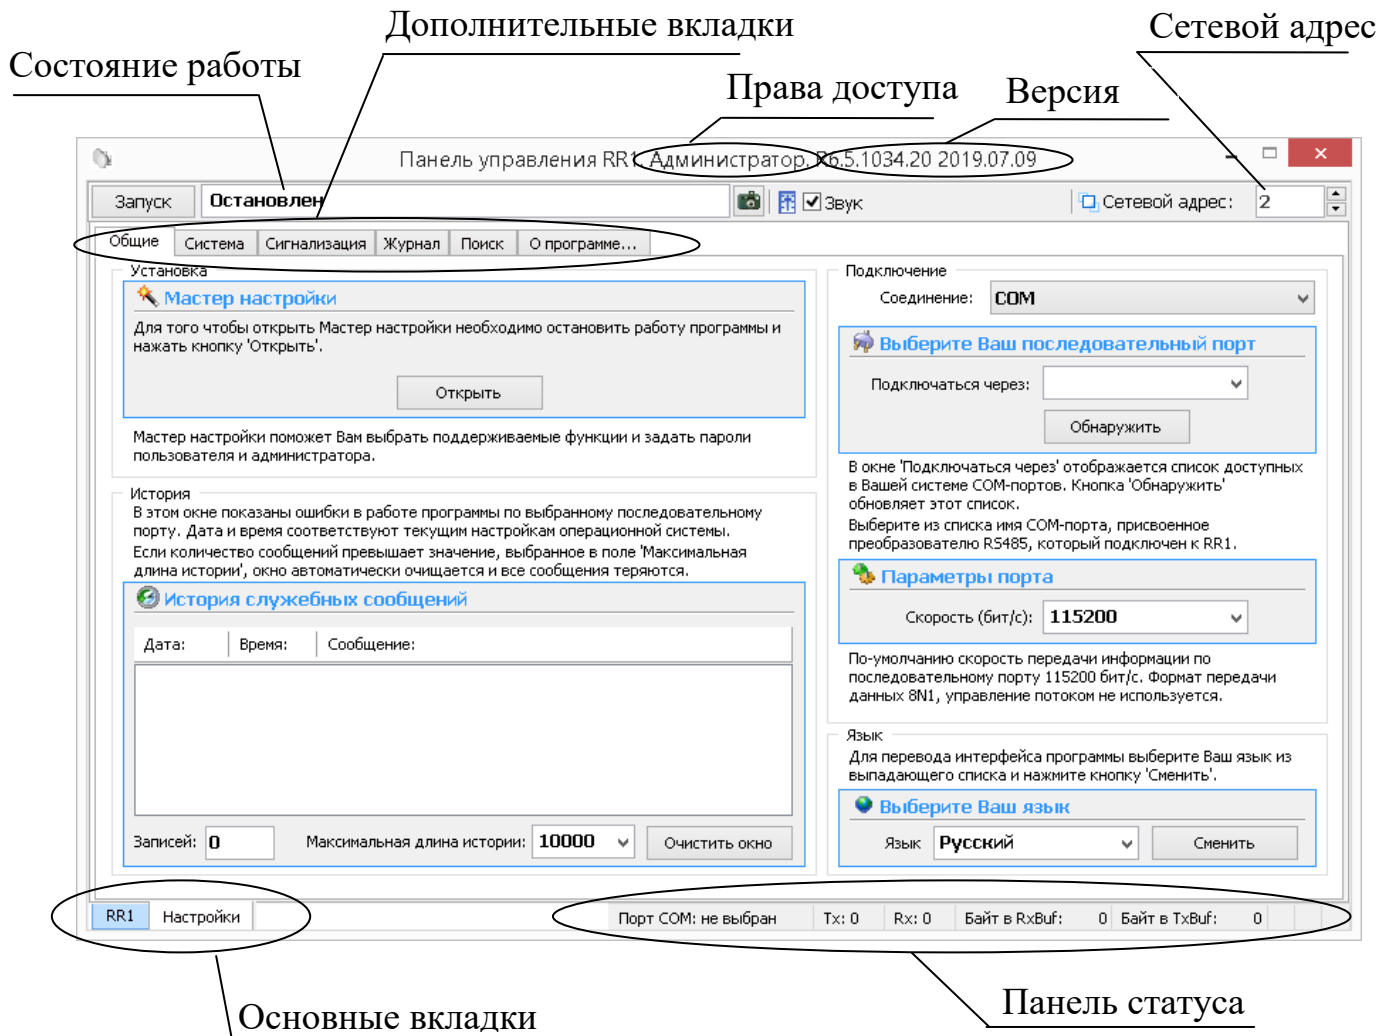 Дополнительные вкладки
Сетевой адрес
Состояние работы
Права доступа
Версия
Панель управления RR1, Администратор, R6.5.1034.20 2019.07.09
Запуск
Остановлен
Звук
Сетевой адрес:
2
Общие
Система
Сигнализация
Журнал
Поиск
О программе...
Установка
Мастер настройки
Для того чтобы открыть Мастер настройки необходимо остановить работу программы и
нажать кнопку 'Открыть'.
Открыть
Мастер настройки поможет Вам выбрать поддерживаемые функции и задать пароли
пользователя и администратора.
История
В этом окне показаны ошибки в работе программы по выбранному последовательному
порту. Дата и время соответствуют текущим настройкам операционной системы.
Если количество сообщений превышает значение, выбранное в поле 'Максимальная
длина истории', окно автоматически очищается и все сообщения теряются.
История служебных сообщений
Дата:
Время:
Сообщение:
Записей:
0
Максимальная длина истории:
10000
Очистить окно
Подключение
Соединение:
COM
Выберите Ваш последовательный порт
Подключаться через:
Обнаружить
В окне 'Подключаться через' отображается список доступных
в Вашей системе COM-портов. Кнопка 'Обнаружить'
обновляет этот список.
Выберите из списка имя COM-порта, присвоенное
преобразователю RS485, который подключен к RR1.
Параметры порта
Скорость (бит/с):
115200
По-умолчанию скорость передачи информации по
последовательному порту 115200 бит/с. Формат передачи
данных 8N1, управление потоком не используется.
Язык
Для перевода интерфейса программы выберите Ваш язык из
выпадающего списка и нажмите кнопку 'Сменить'.
Выберите Ваш язык
Язык
Русский
Сменить
RR1
Настройки
Порт COM: не выбран
Tx: 0
Rx: 0
Байт в RxBuf: 0
Байт в TxBuf: 0
Основные вкладки
Панель статуса